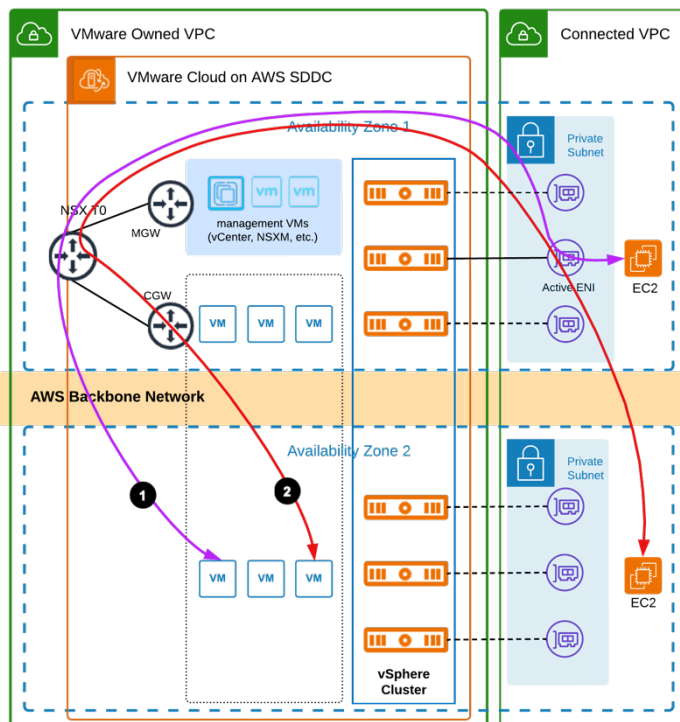 VMware Owned VPC
Connected VPC
VMware Cloud on AWS SDDC
Availability Zone 1
Private
Subnet
NSX T0
MGW
vm
vm
management VMs
(vCenter, NSXM, etc.)
Active ENI
EC2
CGW
VM
VM
VM
AWS Backbone Network
Availability Zone 2
Private
Subnet
1
2
VM
VM
VM
EC2
vSphere
Cluster